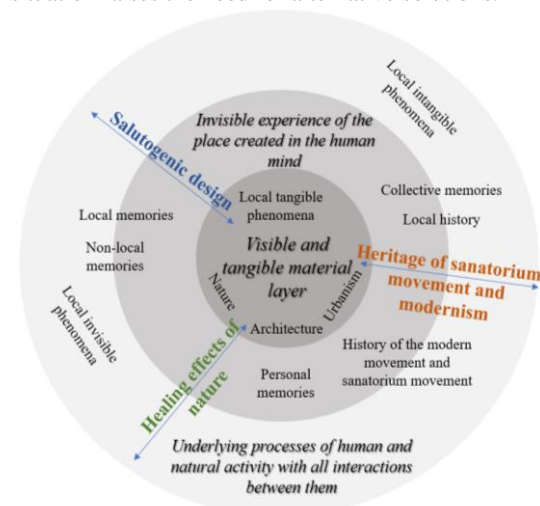 Local intangible
phenomena
Salutogenic design
Invisible experience of the
place created in the human
mind
Local tangible
phenomena
Collective memories
Local history
Local memories
Non-local
memories
Visible and
tangible material
layer
Nature
Urbanism
Architecture
Heritage of sanatorium
movement and
modernism
Local invisible
phenomena
Healing effects of
nature
Personal
memories
History of the modern
movement and
sanatorium movement
Underlying processes of human and
natural activity with all interactions
between them